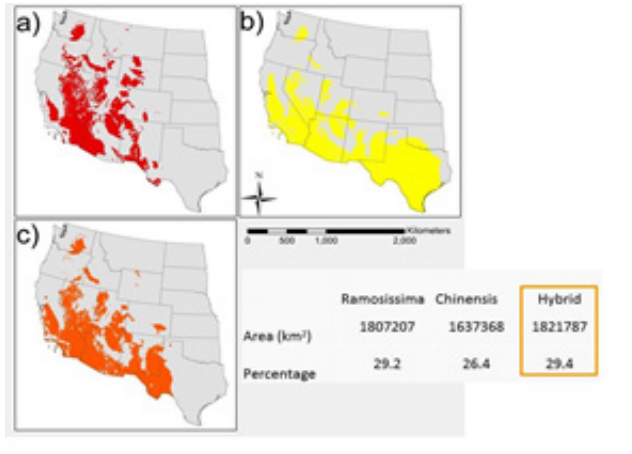 a)
b)
N
c)
Kilometers
0 500 1,000 2,000
Ramosissima Chinensis Hybrid
Area (km²) 1807207 1637368 1821787
Percentage 29.2 26.4 29.4